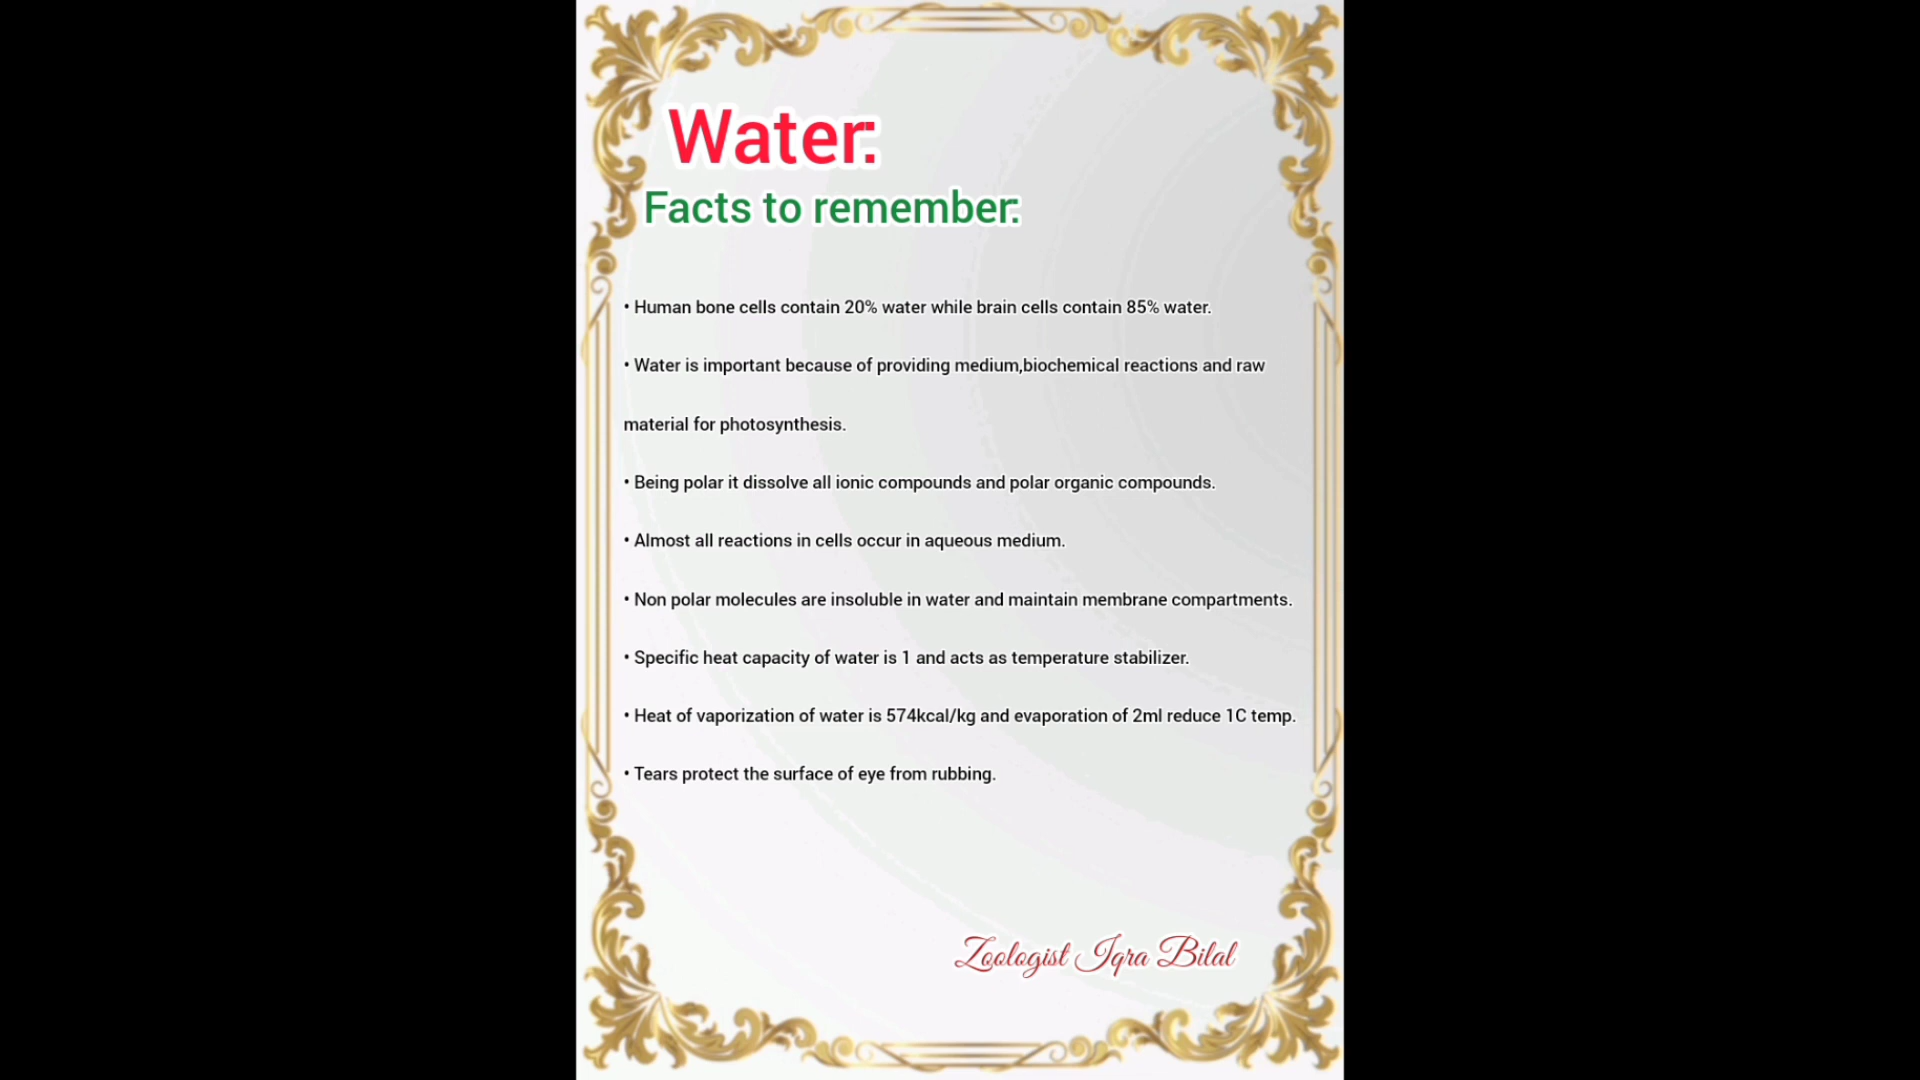 Water:
Facts to remember:
• Human bone cells contain 20% water while brain cells contain 85% water.
• Water is important because of providing medium,biochemical reactions and raw
material for photosynthesis.
• Being polar it dissolve all ionic compounds and polar organic compounds.
• Almost all reactions in cells occur in aqueous medium.
• Non polar molecules are insoluble in water and maintain membrane compartments.
• Specific heat capacity of water is 1 and acts as temperature stabilizer.
• Heat of vaporization of water is 574kcal/kg and evaporation of 2ml reduce 1C temp.
• Tears protect the surface of eye from rubbing.
Zoologist Iqra Bilal